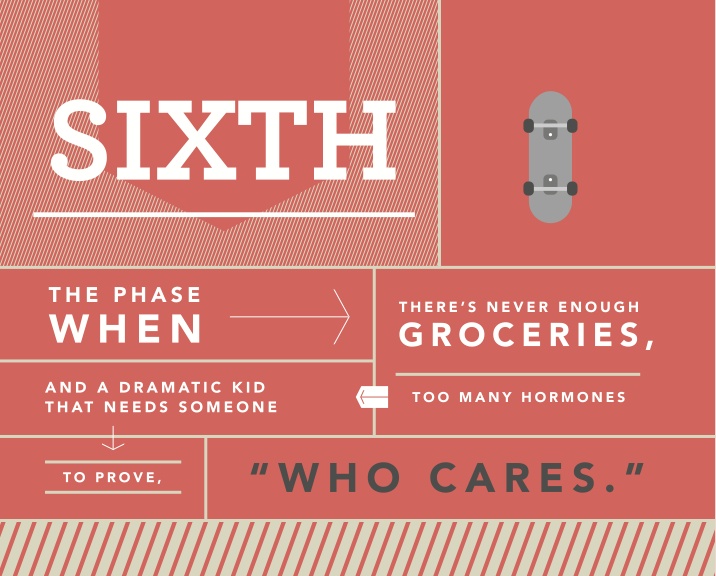 SIXTH
THE PHASE
WHEN
THERE'S NEVER ENOUGH
GROCERIES,
TOO MANY HORMONES
AND A DRAMATIC KID
THAT NEEDS SOMEONE
TO PROVE,
"WHO CARES."